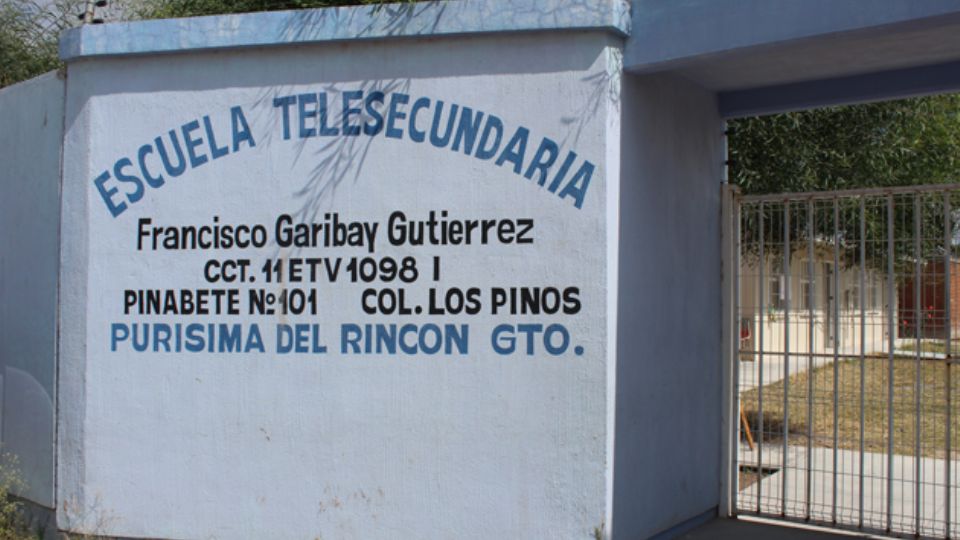 ESCUELA TELESECUNDARIA
Francisco Garibay Gutierrez
CCT. 11ETV1098 I
PINABETE Nº101 COL. LOS PINOS
PURISIMA DEL RINCON GTO.